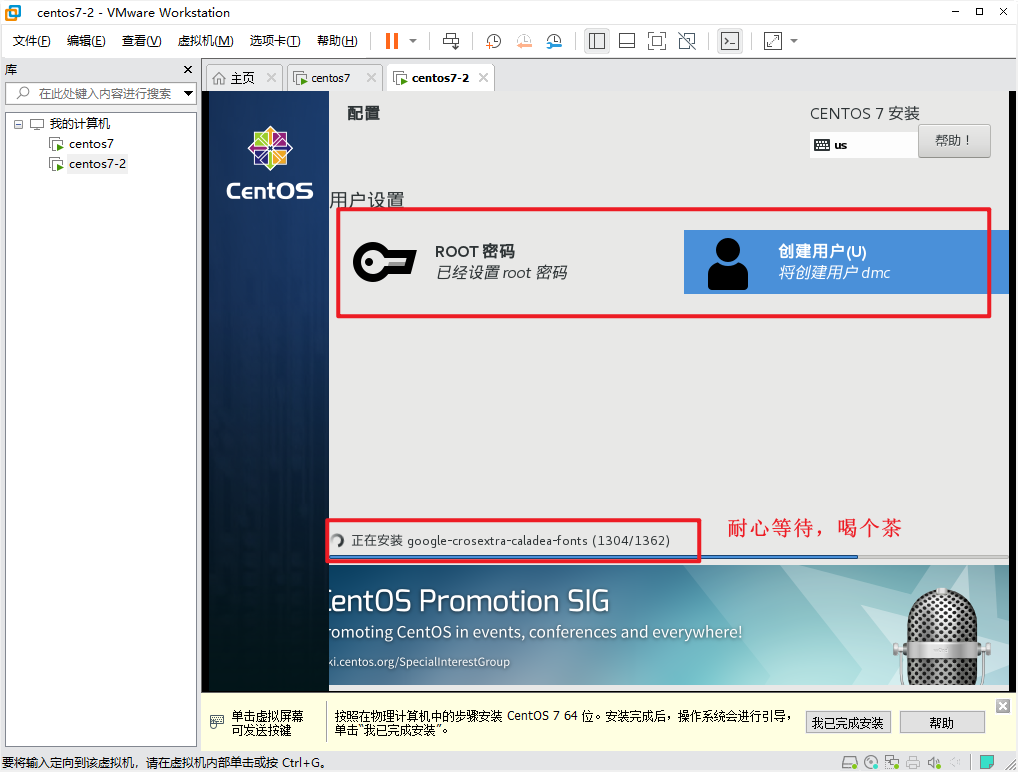 centos7-2 - VMware Workstation
文件(F) 编辑(E) 查看(V) 虚拟机(M) 选项卡(T) 帮助(H)
库
在此处键入内容进行搜索
我的计算机
centos7
centos7-2
主页 centos7 centos7-2
CentOS
配置
CENTOS 7 安装
us
帮助！
用户设置
ROOT 密码
已经设置 root 密码
创建用户(U)
将创建用户 dmc
耐心等待，喝个茶
正在安装 google-crosextra-caladea-fonts (1304/1362)
entOS Promotion SIG
romoting CentOS in events, conferences and everywhere!
ki.centos.org/SpecialInterestGroup
单击虚拟屏幕
可发送按键
按照在物理计算机中的步骤安装 CentOS 7 64 位。安装完成后，操作系统会进行引导，
单击“我已完成安装”。
我已完成安装
帮助
要将输入定向到该虚拟机，请在虚拟机内部单击或按 Ctrl+G。